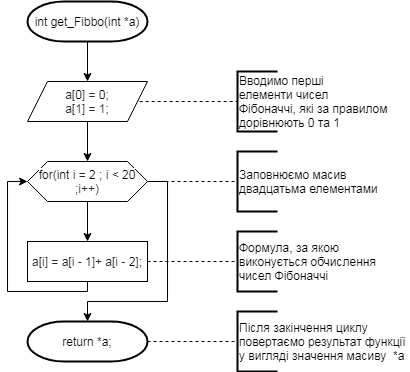 int get_Fibbo(int *a)
a[0] = 0;
a[1] = 1;
Вводимо перші
елементи чисел
Фібоначчі, які за правилом
дорівнюють 0 та 1
for(int i = 2 ; i < 20
;i++)
Заповнюємо масив
двадцатьма елементами
a[i] = a[i - 1]+ a[i - 2];
Формула, за якою
виконується обчислення
чисел Фібоначчі
return *a;
Після закінчення циклу
повертаємо результат функції
у вигляді значення масиву *a